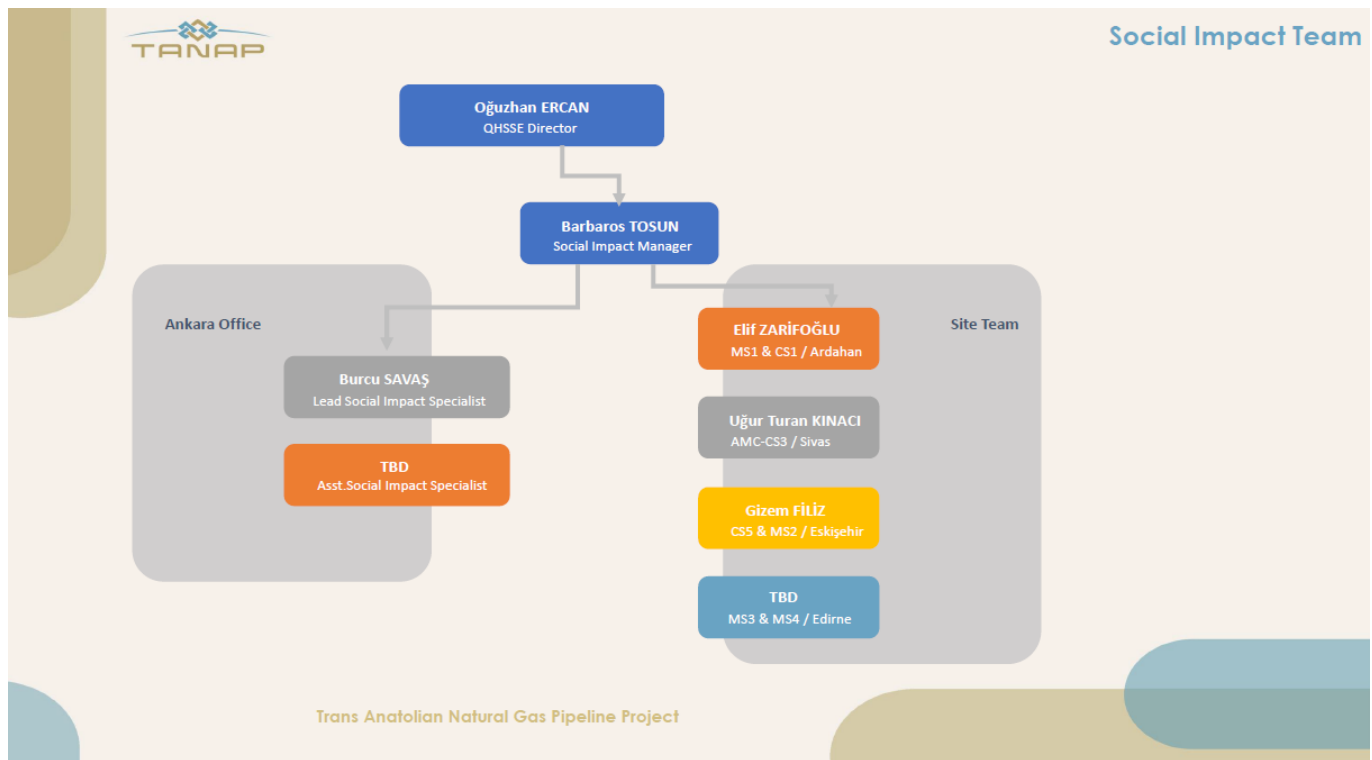 TANAP
Social Impact Team
Oğuzhan ERCAN
QHSSE Director
Barbaros TOSUN
Social Impact Manager
Ankara Office
Burcu SAVAŞ
Lead Social Impact Specialist
TBD
Asst.Social Impact Specialist
Site Team
Elif ZARİFOĞLU
MS1 & CS1 / Ardahan
Uğur Turan KINACI
AMC-CS3 / Sivas
Gizem FİLİZ
CS5 & MS2 / Eskişehir
TBD
MS3 & MS4 / Edirne
Trans Anatolian Natural Gas Pipeline Project